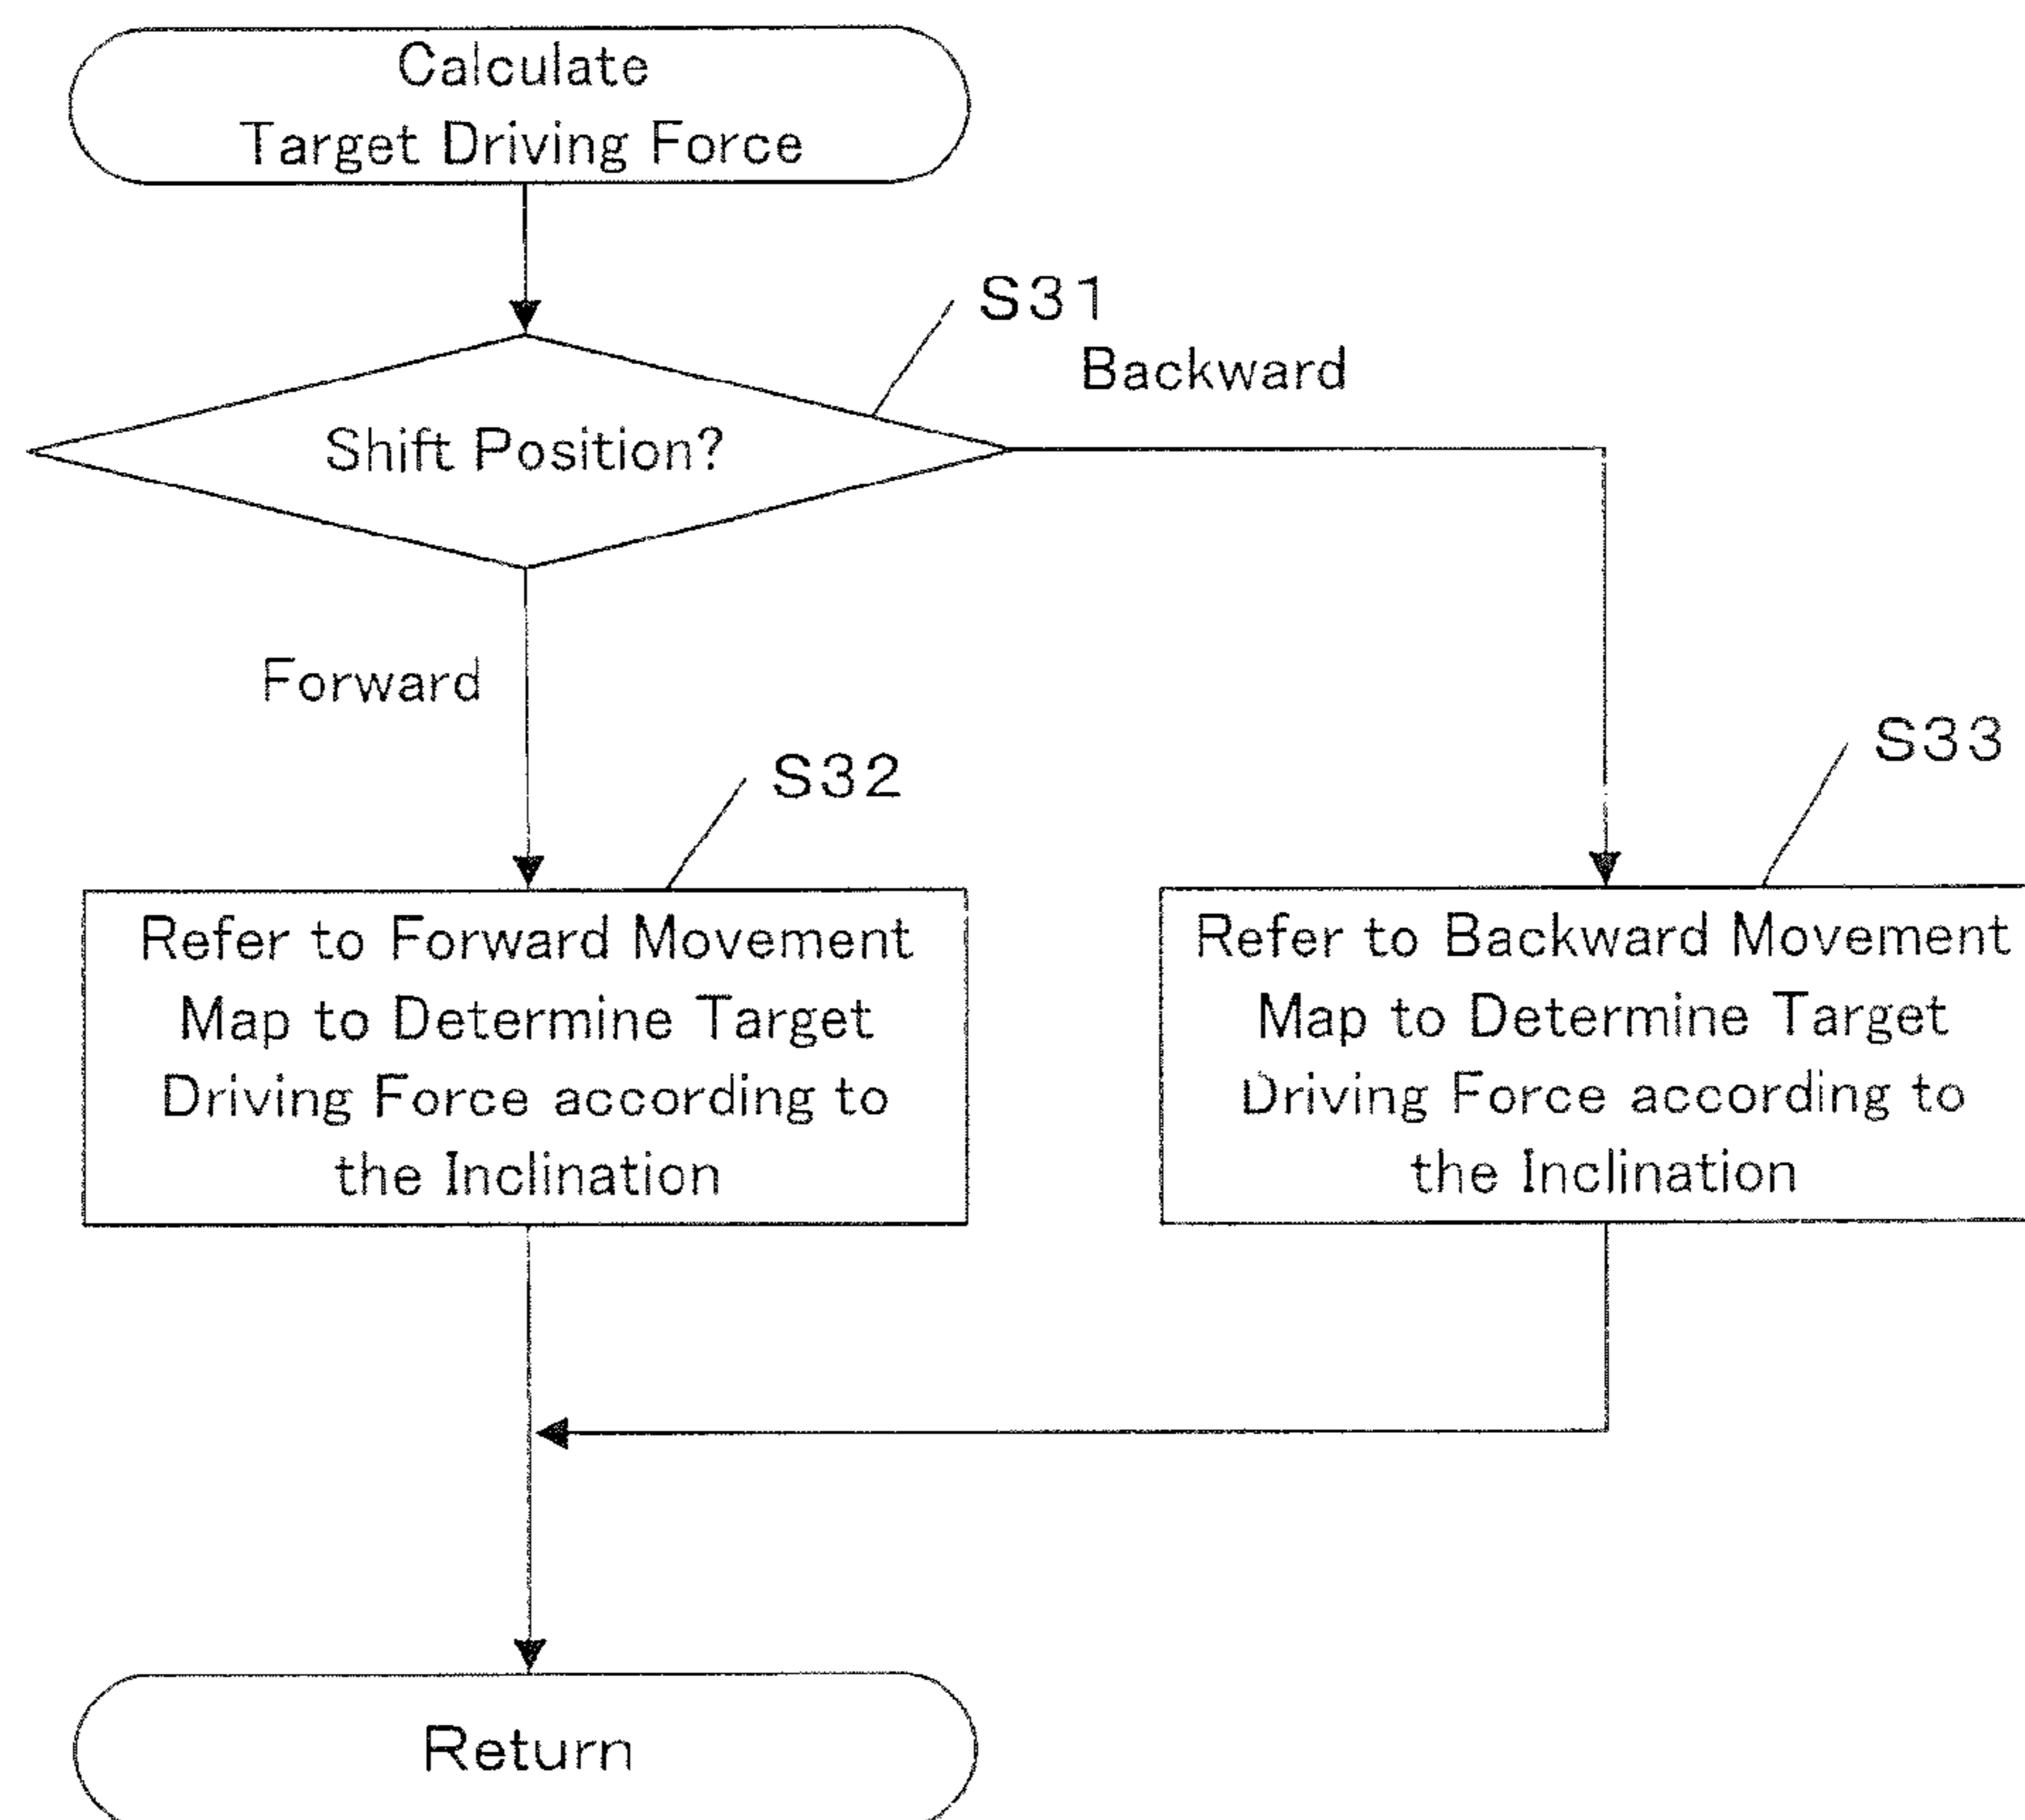 Calculate
Target Driving Force
S31
Backward
Shift Position?
Forward
S32
S33
Refer to Forward Movement
Map to Determine Target
Driving Force according to
the Inclination
Refer to Backward Movement
Map to Determine Target
Driving Force according to
the Inclination
Return